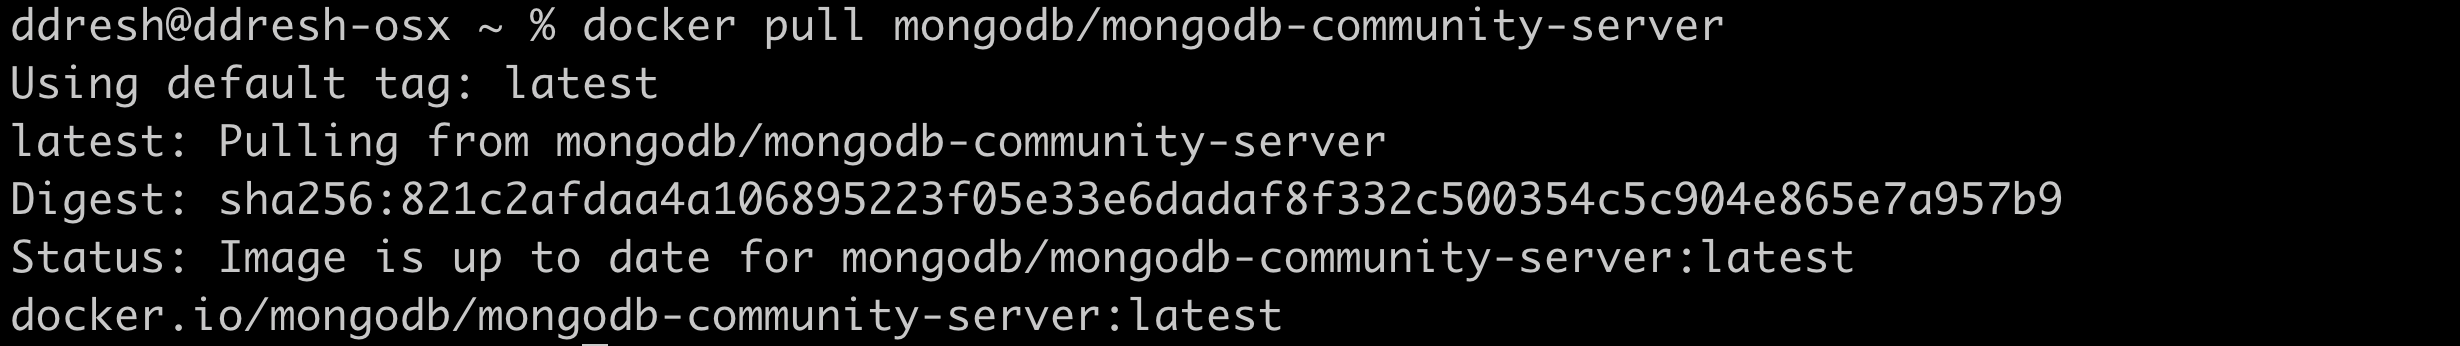 ddresh@ddresh-osx ~ % docker pull mongodb/mongodb-community-server
Using default tag: latest
latest: Pulling from mongodb/mongodb-community-server
Digest: sha256:821c2afdaa4a106895223f05e33e6dadaf8f332c500354c5c904e865e7a957b9
Status: Image is up to date for mongodb/mongodb-community-server:latest
docker.io/mongodb/mongodb-community-server:latest